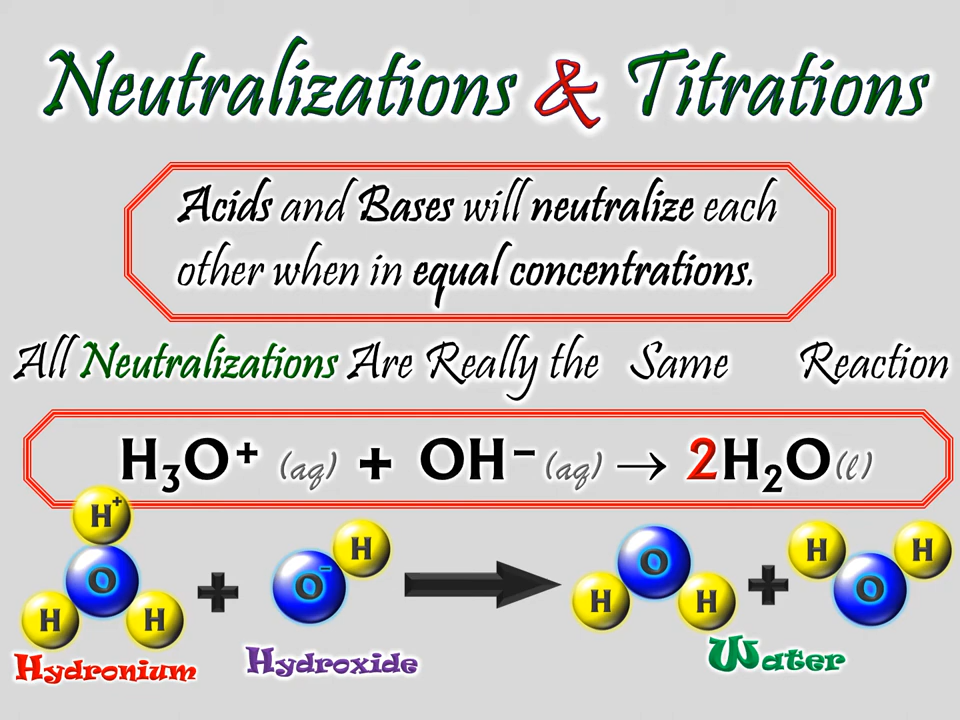 Neutralizations & Titrations
Acids and Bases will neutralize each
other when in equal concentrations.
All Neutralizations Are Really the Same Reaction
H₃O⁺ (aq) + OH⁻ (aq) → 2H₂O(l)
H⁺
O
H H
+
O⁻
H
O
H H
+
H H
O
Hydronium
Hydroxide
Water